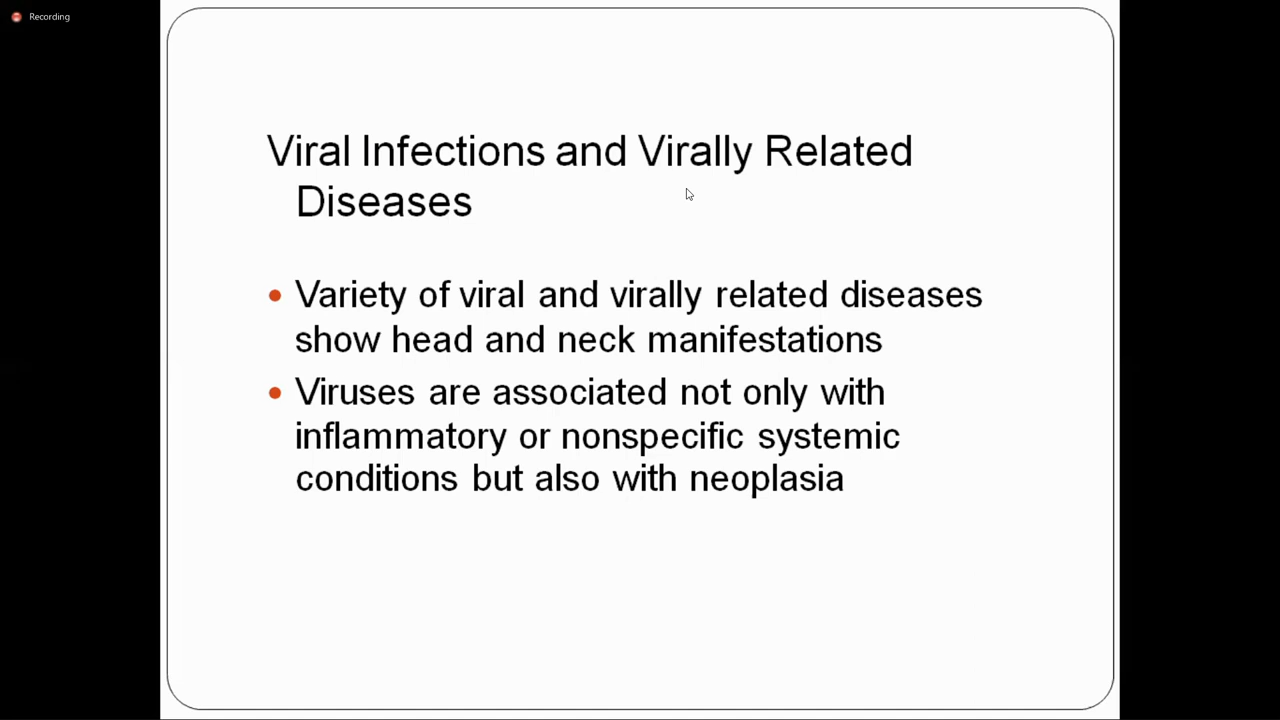 Recording
Viral Infections and Virally Related
Diseases
• Variety of viral and virally related diseases
show head and neck manifestations
• Viruses are associated not only with
inflammatory or nonspecific systemic
conditions but also with neoplasia